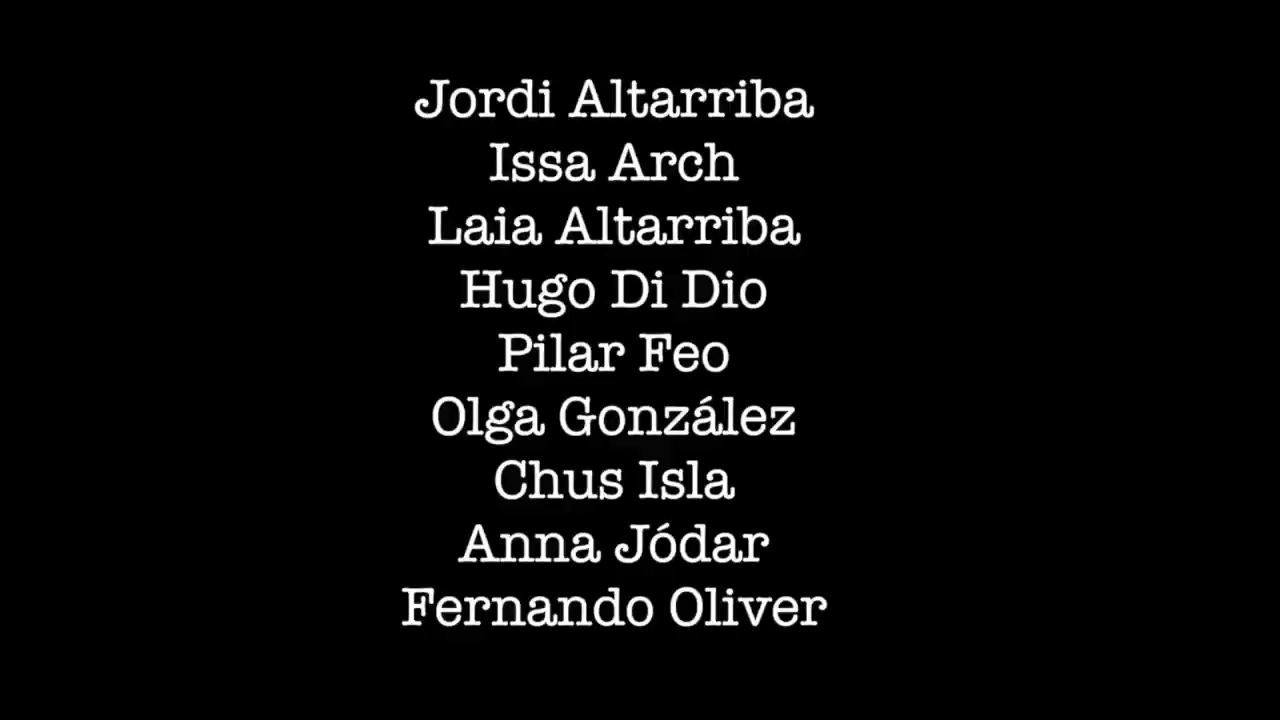 Jordi Altarriba
Issa Arch
Laia Altarriba
Hugo Di Dio
Pilar Feo
Olga González
Chus Isla
Anna Jódar
Fernando Oliver